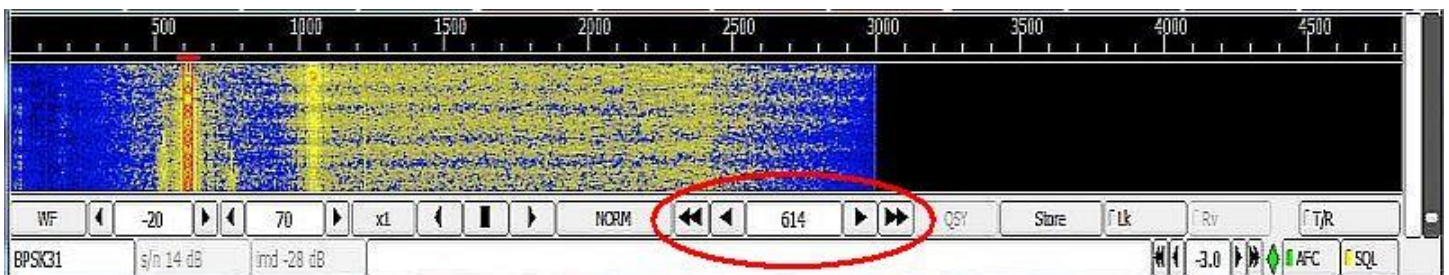 500 1000 1500 2000 2500 3000 3500 4000 4500
WF -20 70 x1 NORM 614 QSY Store Lk Rv T/R
BPSK31 s/n 14 dB imd -28 dB -3.0 AFC SQL